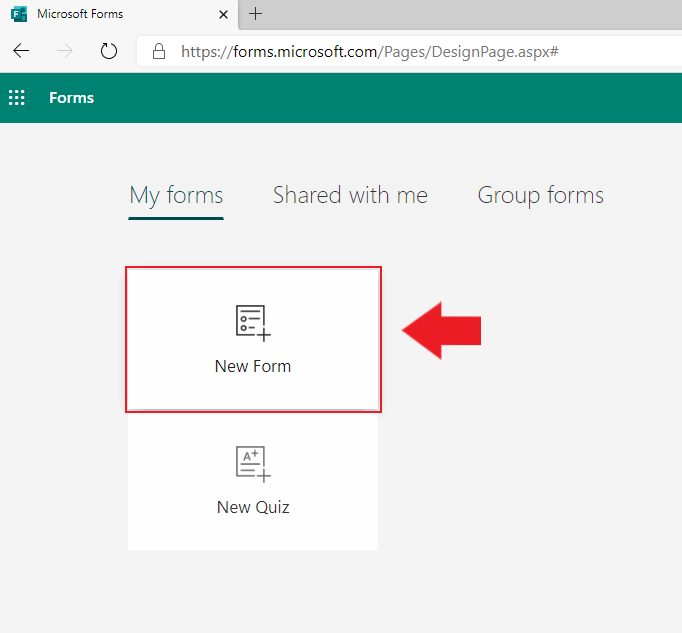 Microsoft Forms
https://forms.microsoft.com/Pages/DesignPage.aspx#
Forms
My forms Shared with me Group forms
New Form
A+
New Quiz